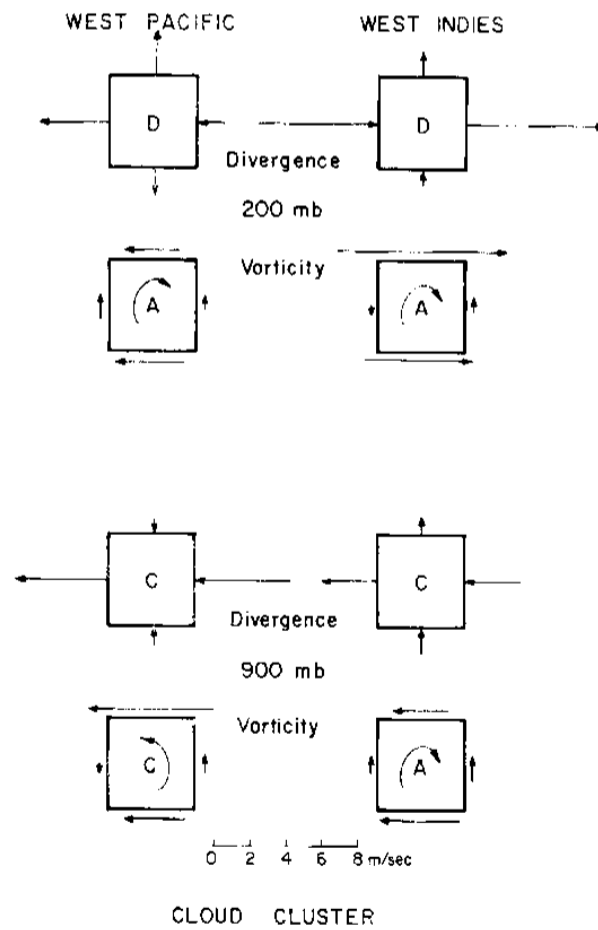 WEST PACIFIC WEST INDIES
D D
Divergence
200 mb
Vorticity
A A
C C
Divergence
900 mb
Vorticity
C A
0 2 4 6 8 m/sec
CLOUD CLUSTER